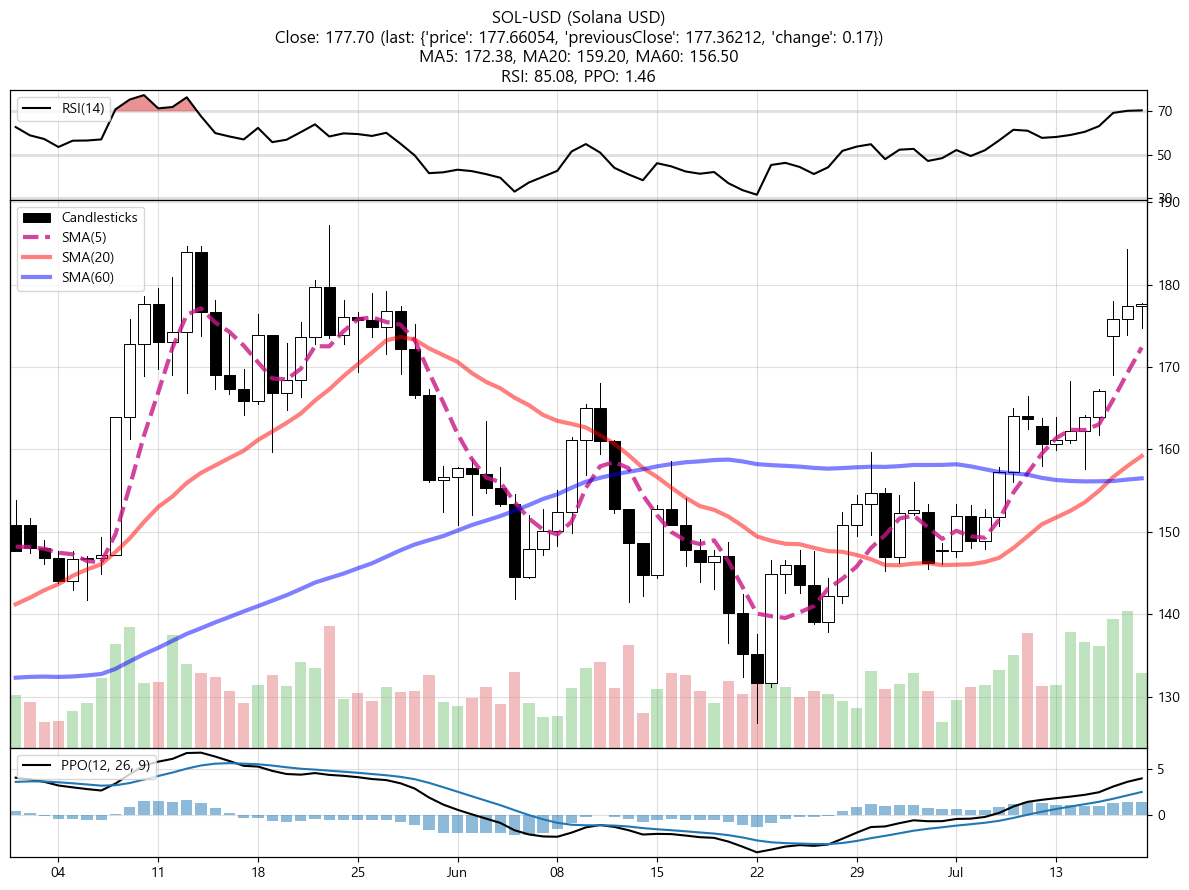 SOL-USD (Solana USD)
Close: 177.70 (last: {'price': 177.66054, 'previousClose': 177.36212, 'change': 0.17})
MA5: 172.38, MA20: 159.20, MA60: 156.50
RSI: 85.08, PPO: 1.46
RSI(14)
70
50
30
190
Candlesticks
SMA(5)
SMA(20)
SMA(60)
180
170
160
150
140
130
PPO(12, 26, 9)
5
0
04 11 18 25 Jun 08 15 22 29 Jul 13